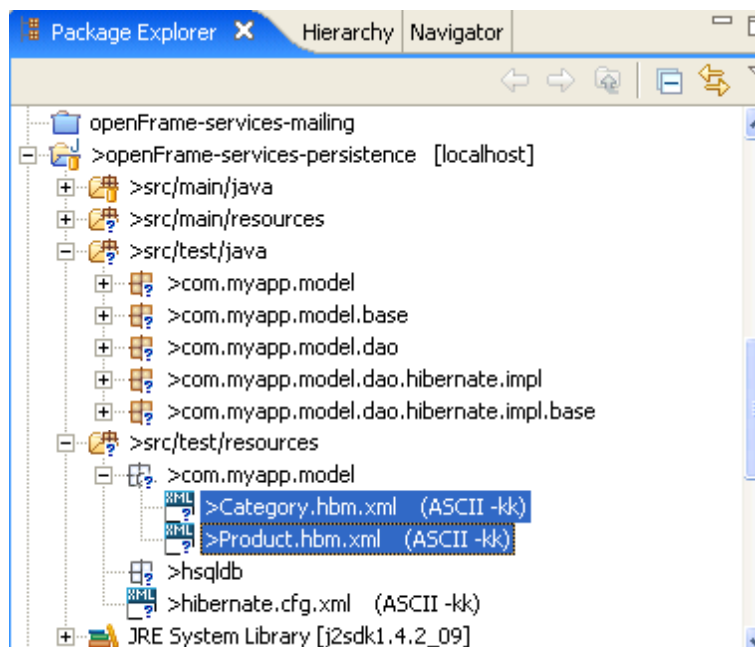 Package Explorer Hierarchy Navigator
openFrame-services-mailing
>openFrame-services-persistence [localhost]
>src/main/java
>src/main/resources
>src/test/java
>com.myapp.model
>com.myapp.model.base
>com.myapp.model.dao
>com.myapp.model.dao.hibernate.impl
>com.myapp.model.dao.hibernate.impl.base
>src/test/resources
>com.myapp.model
>Category.hbm.xml (ASCII -kk)
>Product.hbm.xml (ASCII -kk)
>hsqldb
>hibernate.cfg.xml (ASCII -kk)
JRE System Library [j2sdk1.4.2_09]